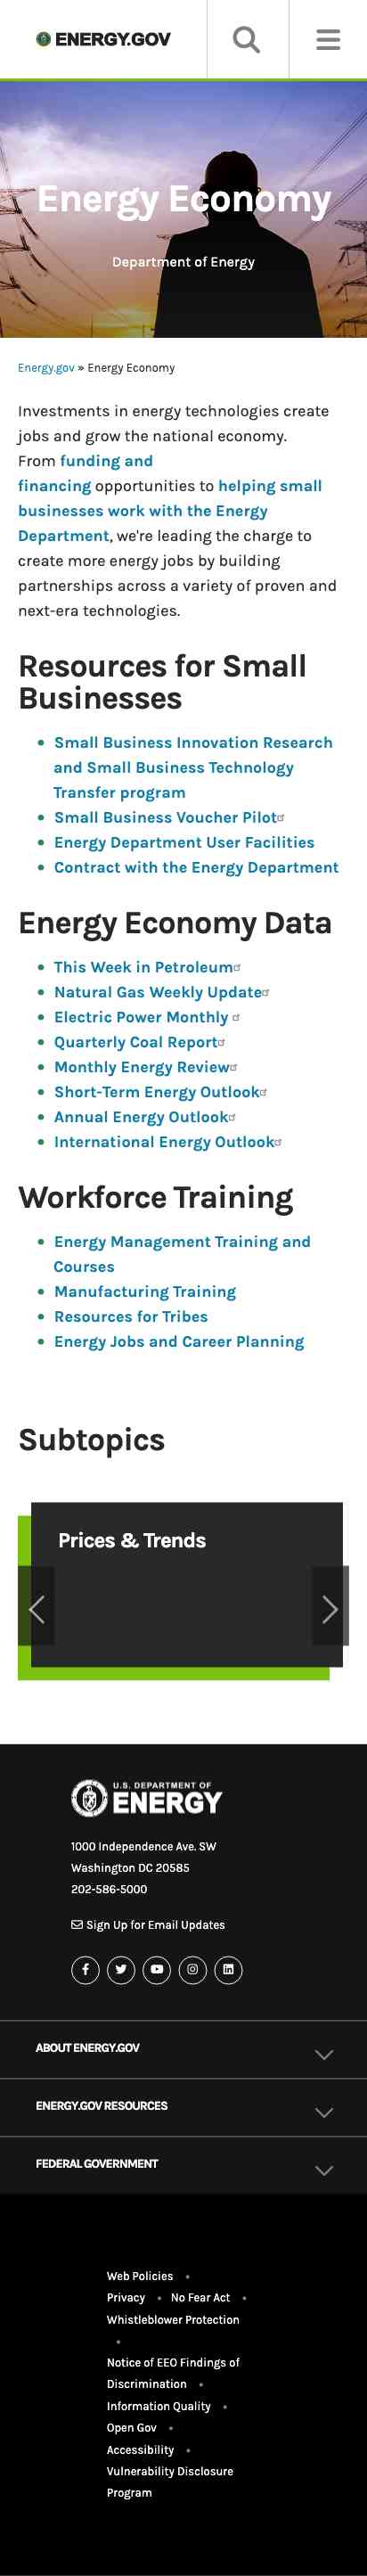 ENERGY.GOV
Energy Economy
Department of Energy
Energy.gov » Energy Economy
Investments in energy technologies create
jobs and grow the national economy.
From funding and
financing opportunities to helping small
businesses work with the Energy
Department, we're leading the charge to
create more energy jobs by building
partnerships across a variety of proven and
next-era technologies.
Resources for Small
Businesses
Small Business Innovation Research
and Small Business Technology
Transfer program
Small Business Voucher Pilot
Energy Department User Facilities
Contract with the Energy Department
Energy Economy Data
This Week in Petroleum
Natural Gas Weekly Update
Electric Power Monthly
Quarterly Coal Report
Monthly Energy Review
Short-Term Energy Outlook
Annual Energy Outlook
International Energy Outlook
Workforce Training
Energy Management Training and
Courses
Manufacturing Training
Resources for Tribes
Energy Jobs and Career Planning
Subtopics
Prices & Trends
U.S. DEPARTMENT OF
ENERGY
1000 Independence Ave. SW
Washington DC 20585
202-586-5000
Sign Up for Email Updates
ABOUT ENERGY.GOV
ENERGY.GOV RESOURCES
FEDERAL GOVERNMENT
Web Policies •
Privacy • No Fear Act •
Whistleblower Protection
•
Notice of EEO Findings of
Discrimination •
Information Quality •
Open Gov •
Accessibility •
Vulnerability Disclosure
Program